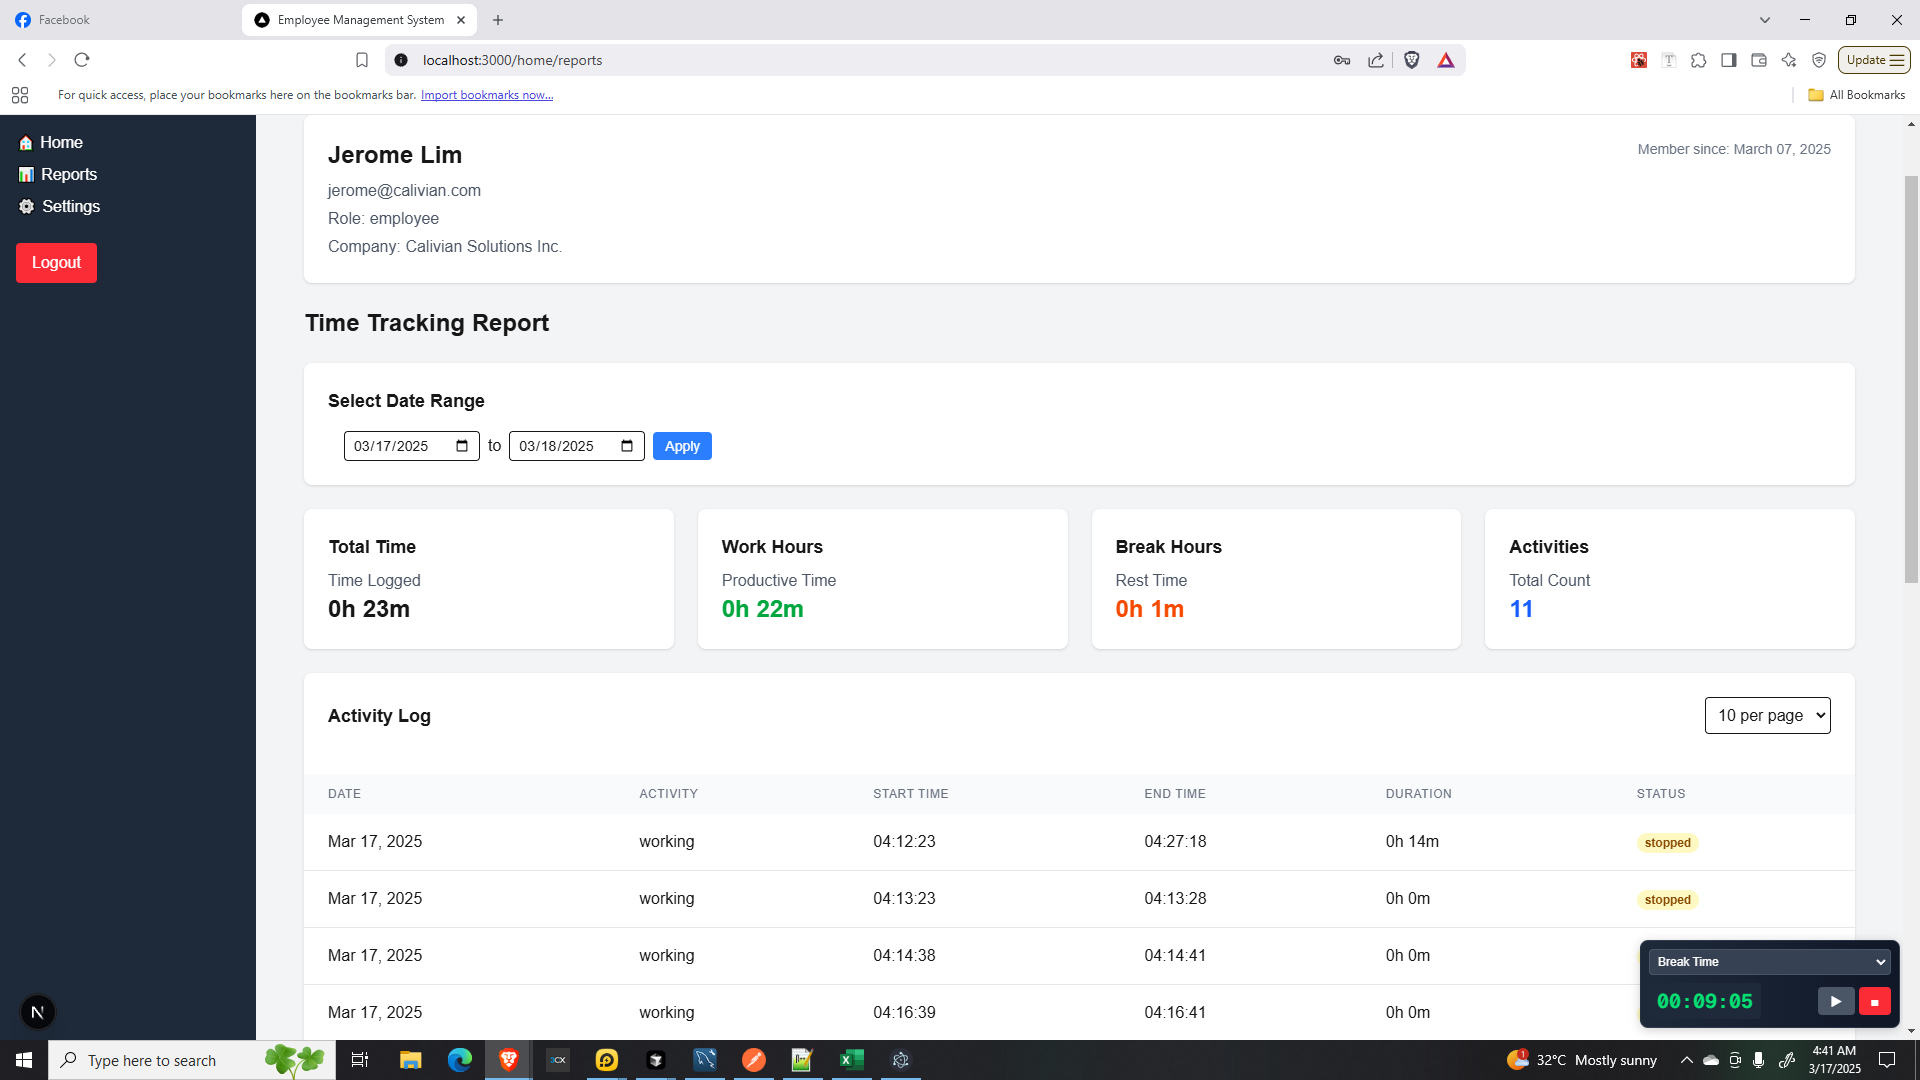 Facebook
Employee Management System
localhost:3000/home/reports
Update
For quick access, place your bookmarks here on the bookmarks bar. Import bookmarks now...
All Bookmarks
Home
Reports
Settings
Logout
Jerome Lim
Member since: March 07, 2025
jerome@calivian.com
Role: employee
Company: Calivian Solutions Inc.
Time Tracking Report
Select Date Range
03/17/2025 to 03/18/2025 Apply
Total Time
Time Logged
0h 23m
Work Hours
Productive Time
0h 22m
Break Hours
Rest Time
0h 1m
Activities
Total Count
11
Activity Log
10 per page
DATE ACTIVITY START TIME END TIME DURATION STATUS
Mar 17, 2025 working 04:12:23 04:27:18 0h 14m stopped
Mar 17, 2025 working 04:13:23 04:13:28 0h 0m stopped
Mar 17, 2025 working 04:14:38 04:14:41 0h 0m
Mar 17, 2025 working 04:16:39 04:16:41 0h 0m
Break Time
00:09:05
N
Type here to search
3CX
1
32°C Mostly sunny
4:41 AM
3/17/2025